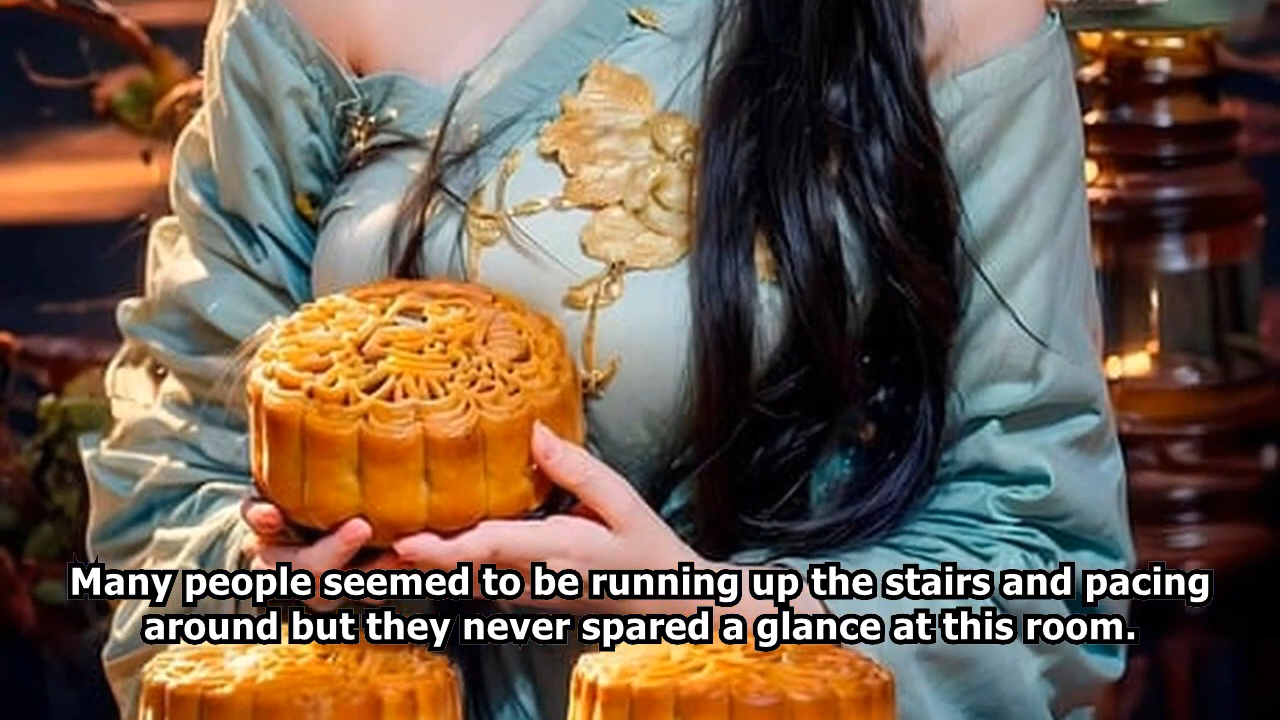 Many people seemed to be running up the stairs and pacing
around but they never spared a glance at this room.